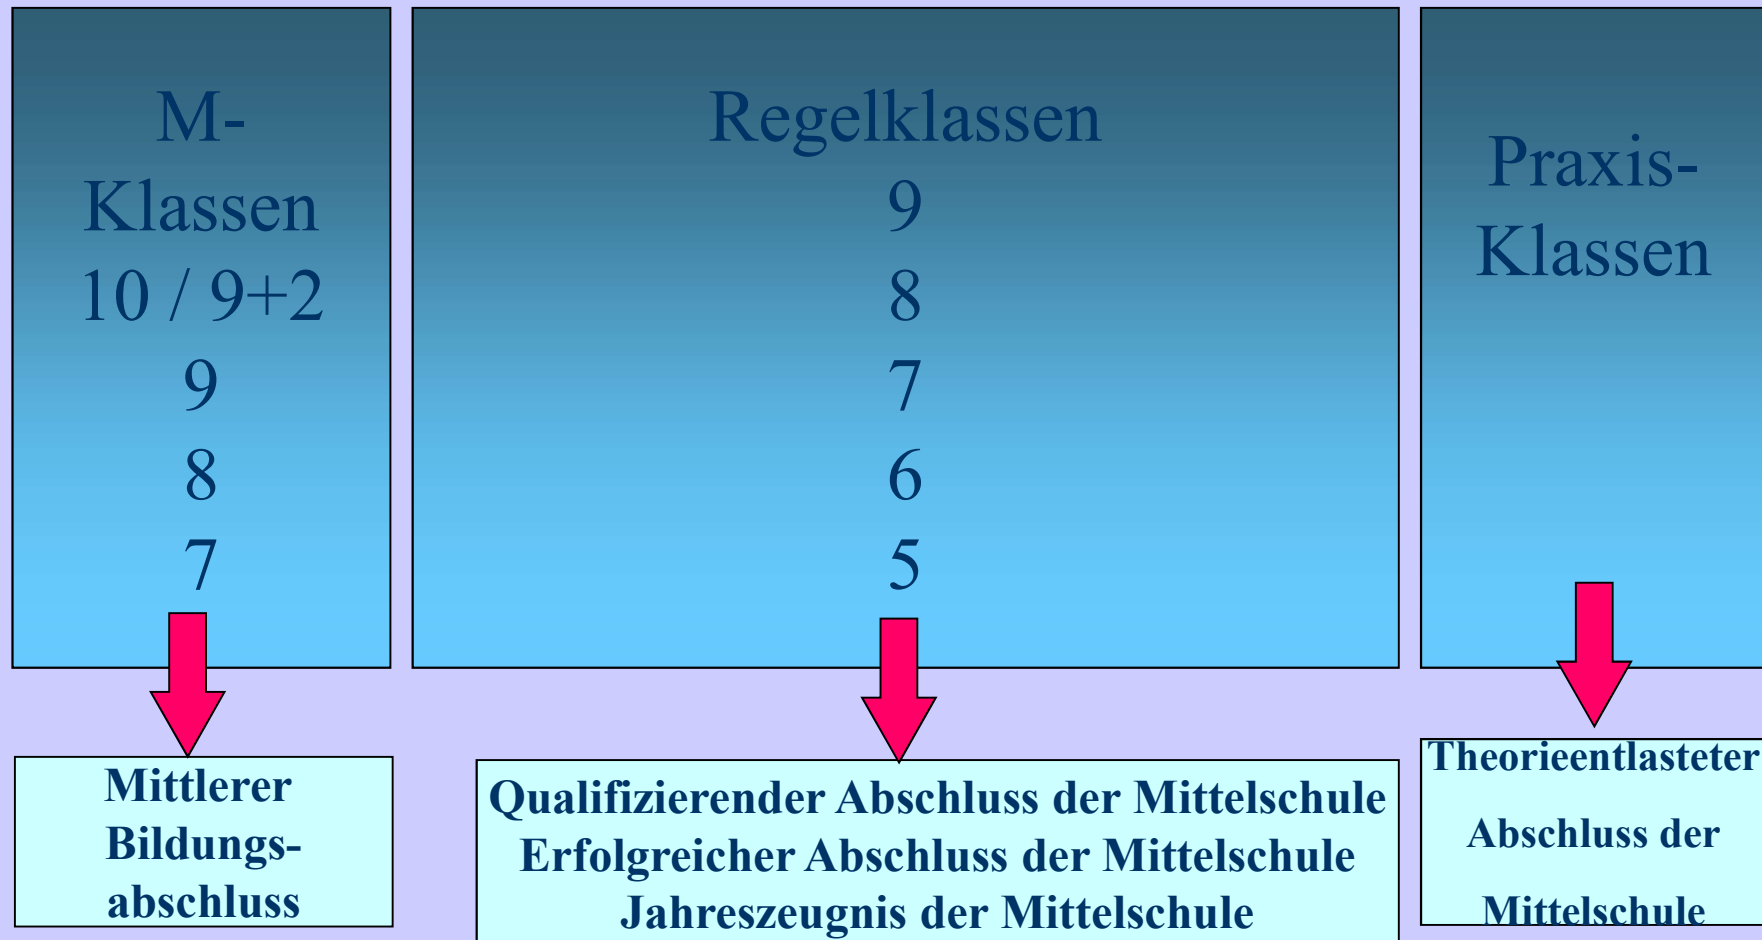 M-
Klassen
10 / 9+2
9
8
7
Regelklassen
9
8
7
6
5
Praxis-
Klassen
Mittlerer
Bildungs-
abschluss
Qualifizierender Abschluss der Mittelschule
Erfolgreicher Abschluss der Mittelschule
Jahreszeugnis der Mittelschule
Theorieentlasteter
Abschluss der
Mittelschule